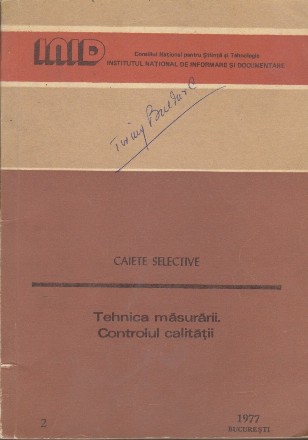 INID
Consiliul Național pentru Știință și Tehnologie
INSTITUTUL NAȚIONAL DE INFORMARE ȘI DOCUMENTARE
CAIETE SELECTIVE
Tehnica măsurării.
Controlul calității
2
1977
BUCUREȘTI